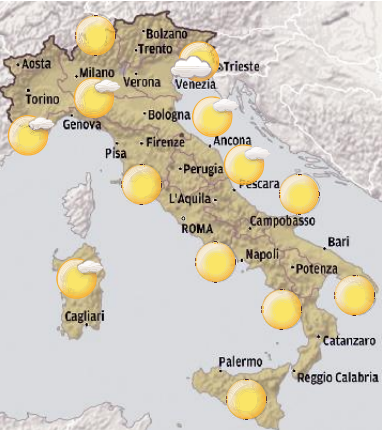 Bolzano
Trento
Aosta
Milano
Trieste
Verona
Venezia
Torino
Genova
Bologna
Firenze
Ancona
Pisa
Perugia
Pescara
L'Aquila
ROMA
Campobasso
Bari
Napoli
Potenza
Cagliari
Catanzaro
Palermo
Reggio Calabria